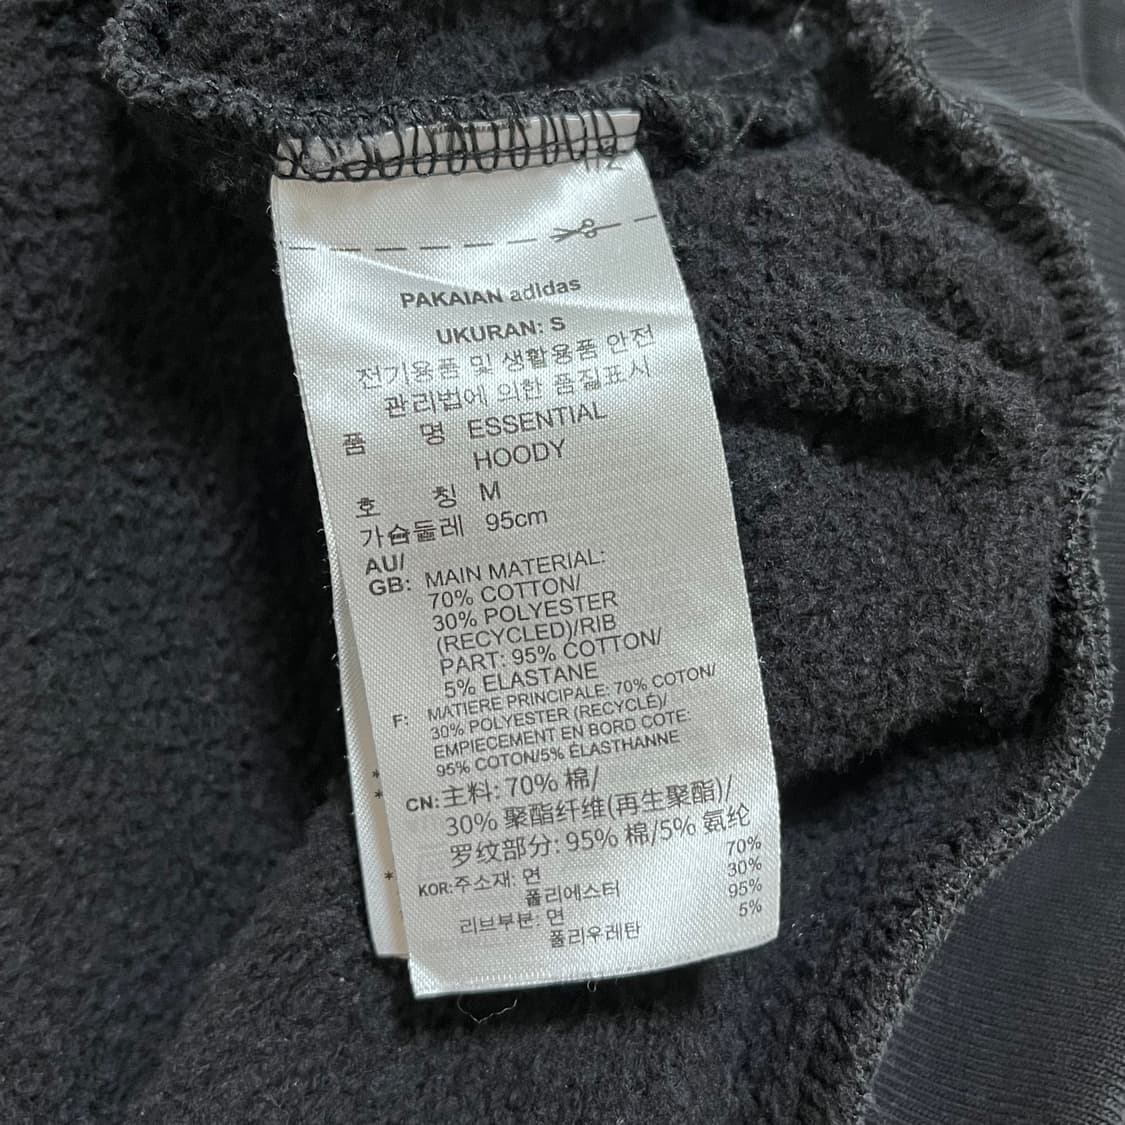 PAKAIAN adidas
UKURAN: S
전기용품 및 생활용품 안전
관리법에 의한 품질표시
품 명 ESSENTIAL
HOODY
호 칭 M
가슴둘레 95cm
AU/
GB: MAIN MATERIAL:
70% COTTON/
30% POLYESTER
(RECYCLED)/RIB
PART: 95% COTTON/
5% ELASTANE
F: MATIERE PRINCIPALE: 70% COTON/
30% POLYESTER (RECYCLÉ)/
EMPIECEMENT EN BORD COTE:
95% COTON/5% ÉLASTHANNE
CN: 主料: 70% 棉/
30% 聚酯纤维(再生聚酯)/
罗纹部分: 95% 棉/5% 氨纶
KOR: 주소재: 면 70%
폴리에스터 30%
리브부분: 면 95%
폴리우레탄 5%